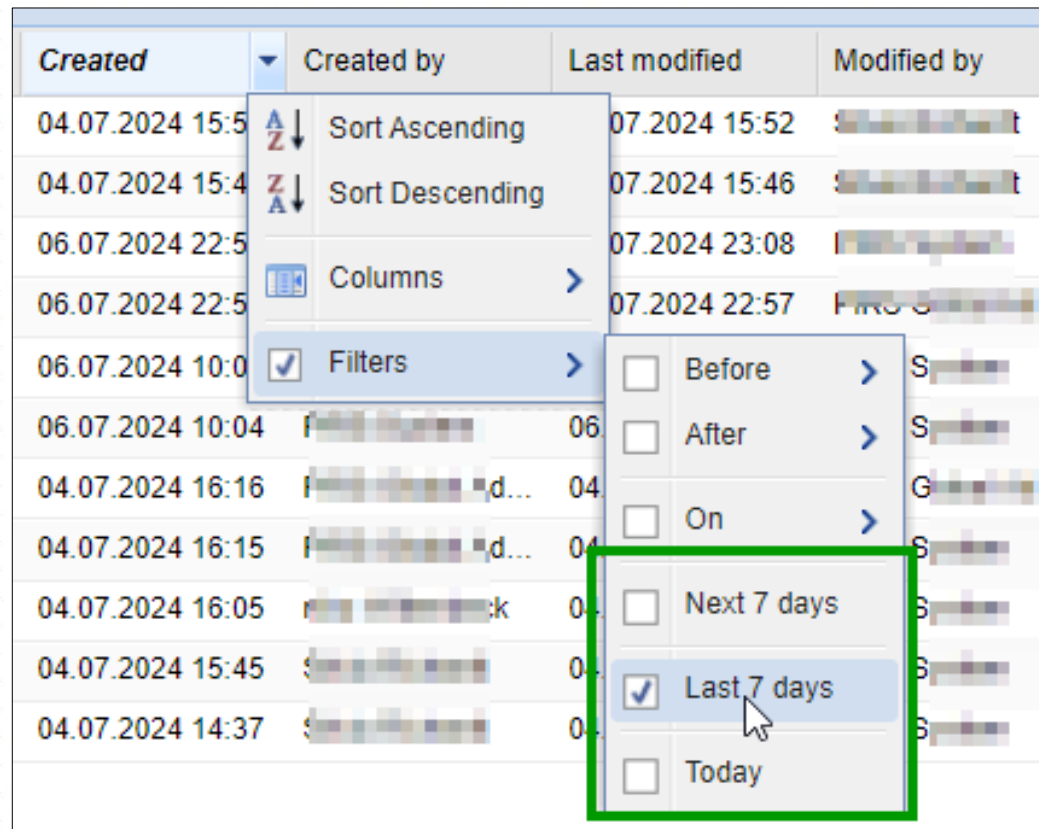 Created Created by Last modified Modified by
04.07.2024 15:5 Sort Ascending 07.2024 15:52
04.07.2024 15:4 Sort Descending 07.2024 15:46
06.07.2024 22:5 07.2024 23:08
Columns
06.07.2024 22:5 07.2024 22:57
06.07.2024 10:0 Filters Before
06.07.2024 10:04 06. After
04.07.2024 16:16 d... 04.
On
04.07.2024 16:15 d... 04
04.07.2024 16:05 ck 04 Next 7 days
04.07.2024 15:45 04 Last 7 days
04.07.2024 14:37 04
Today